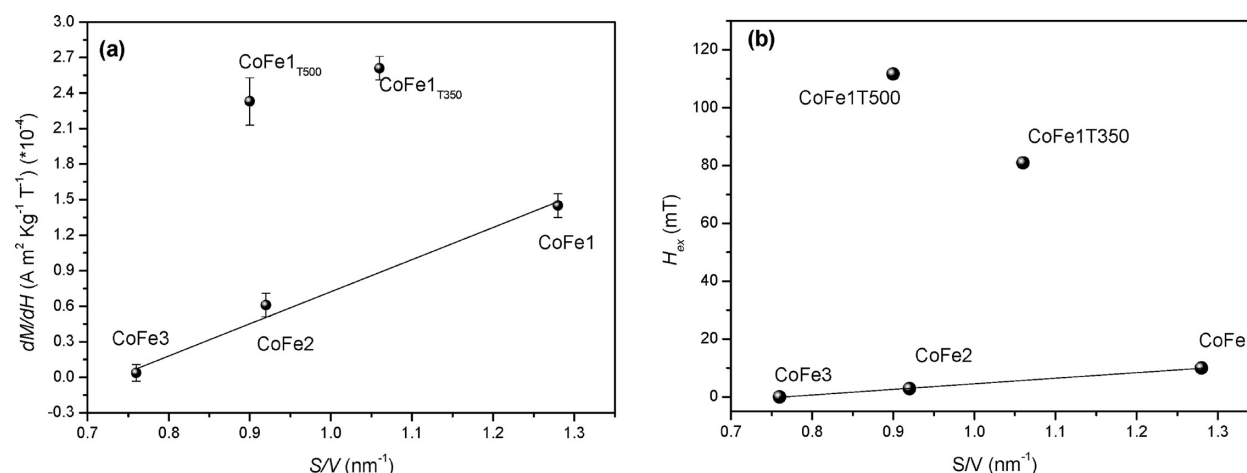 (a)
dM/dH (A m² Kg⁻¹ T⁻¹) (*10⁻⁴)
3.0
2.7
2.4
2.1
1.8
1.5
1.2
0.9
0.6
0.3
0.0
-0.3
CoFe1T500
CoFe1T350
CoFe1
CoFe2
CoFe3
0.7 0.8 0.9 1.0 1.1 1.2 1.3
S/V (nm⁻¹)
(b)
Hex (mT)
120
100
80
60
40
20
0
CoFe1T500
CoFe1T350
CoFe
CoFe2
CoFe3
0.7 0.8 0.9 1.0 1.1 1.2 1.3
S/V (nm⁻¹)